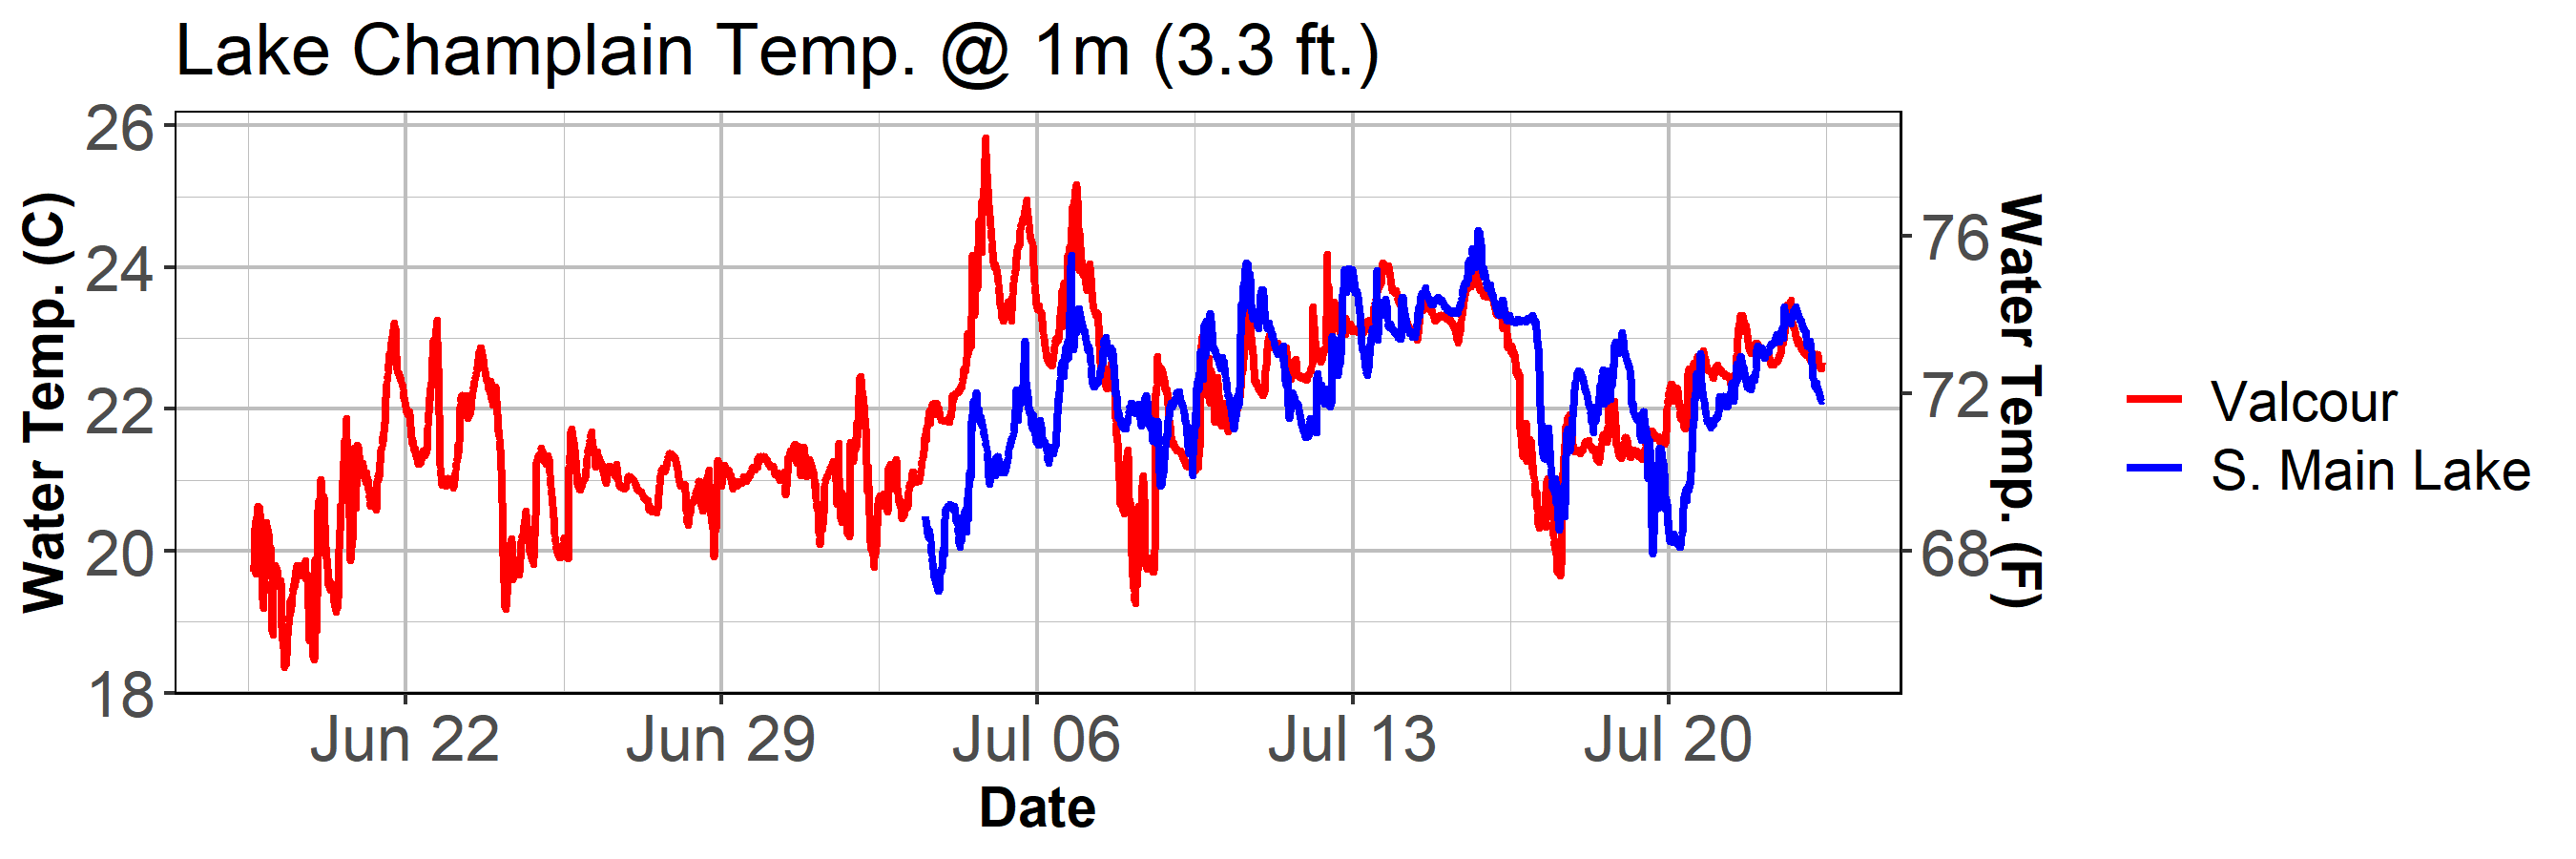 Lake Champlain Temp. @ 1m (3.3 ft.)
Water Temp. (C)
26
24
22
20
18
76
72
68
Water Temp. (F)
Jun 22
Jun 29
Jul 06
Jul 13
Jul 20
Date
Valcour
S. Main Lake